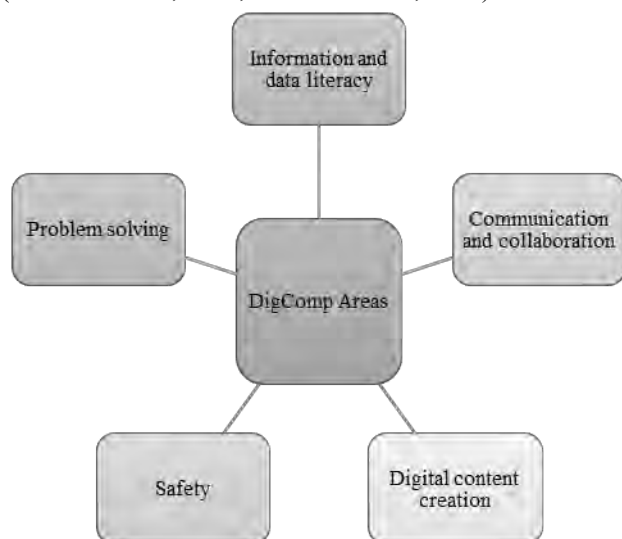 Information and
data literacy
Problem solving
Communication
and collaboration
DigComp Areas
Safety
Digital content
creation